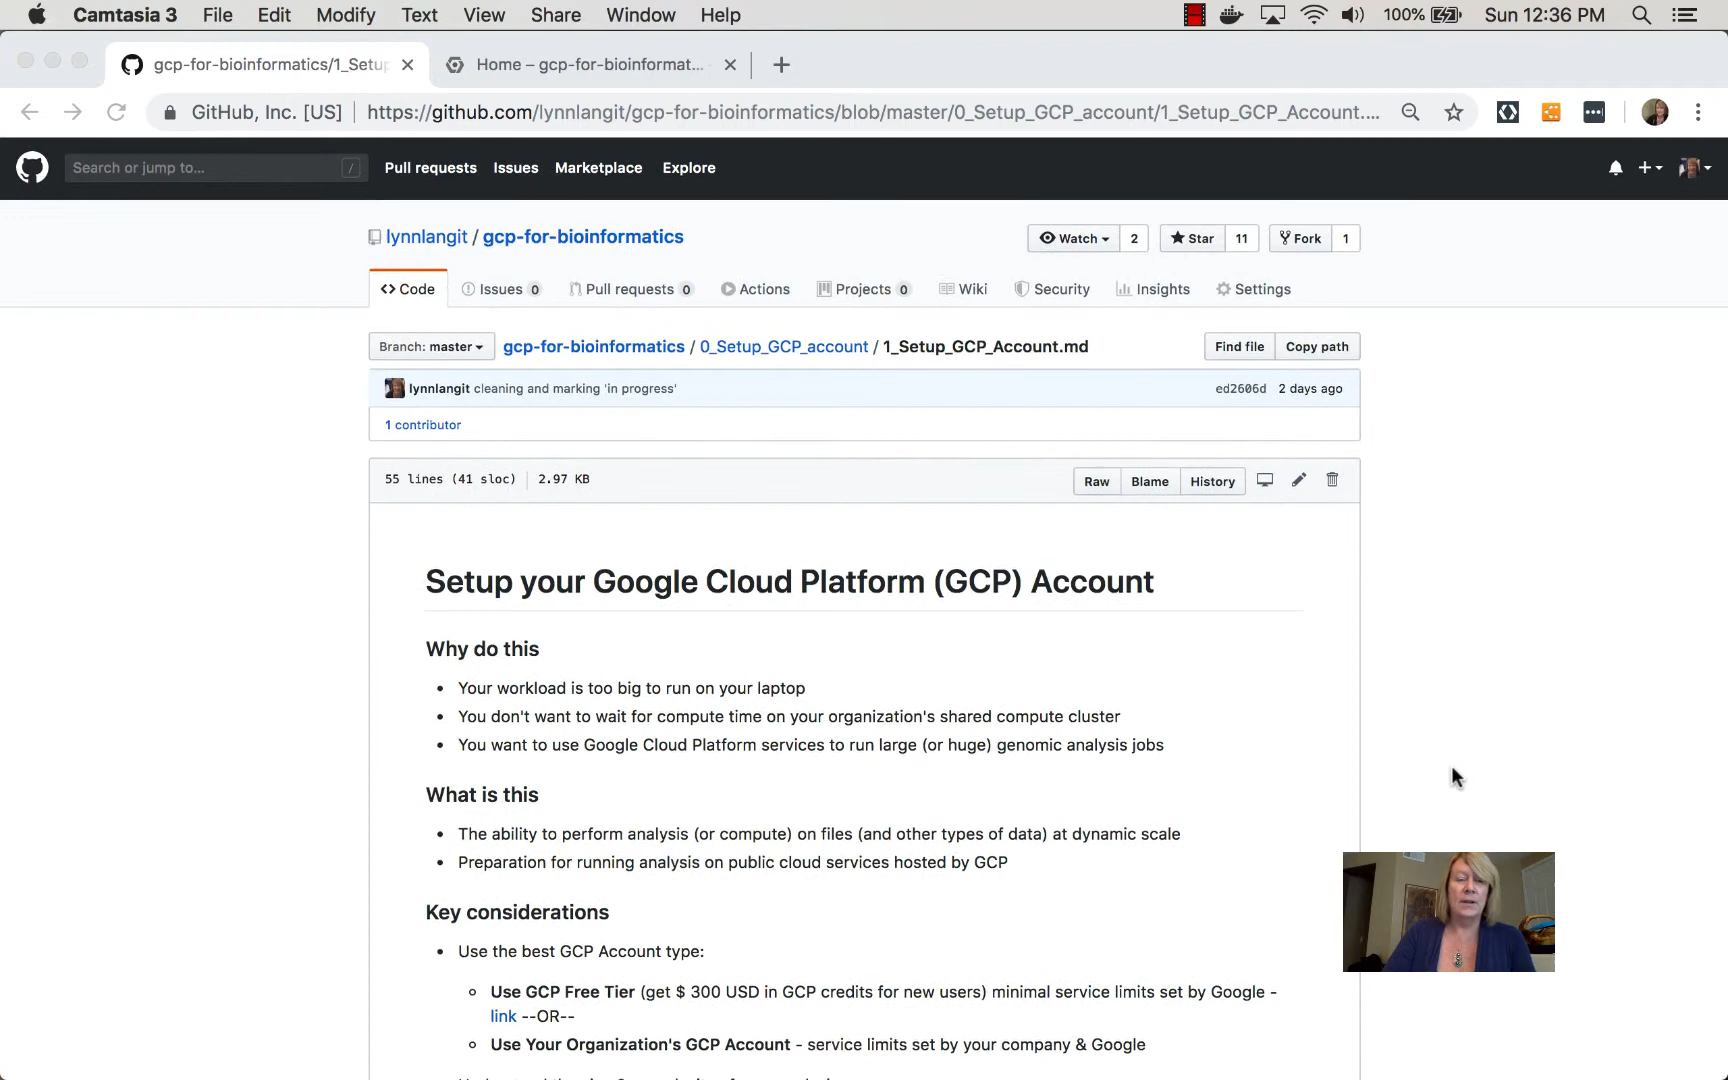 Camtasia 3 File Edit Modify Text View Share Window Help 100% Sun 12:36 PM
gcp-for-bioinformatics/1_Setu
Home – gcp-for-bioinformat...
GitHub, Inc. [US] https://github.com/lynnlangit/gcp-for-bioinformatics/blob/master/0_Setup_GCP_account/1_Setup_GCP_Account....
Search or jump to... / Pull requests Issues Marketplace Explore
lynnlangit / gcp-for-bioinformatics
Watch 2 Star 11 Fork 1
Code Issues 0 Pull requests 0 Actions Projects 0 Wiki Security Insights Settings
Branch: master gcp-for-bioinformatics / 0_Setup_GCP_account / 1_Setup_GCP_Account.md Find file Copy path
lynnlangit cleaning and marking 'in progress' ed2606d 2 days ago
1 contributor
55 lines (41 sloc) 2.97 KB Raw Blame History
Setup your Google Cloud Platform (GCP) Account
Why do this
• Your workload is too big to run on your laptop
• You don't want to wait for compute time on your organization's shared compute cluster
• You want to use Google Cloud Platform services to run large (or huge) genomic analysis jobs
What is this
• The ability to perform analysis (or compute) on files (and other types of data) at dynamic scale
• Preparation for running analysis on public cloud services hosted by GCP
Key considerations
• Use the best GCP Account type:
Use GCP Free Tier (get $ 300 USD in GCP credits for new users) minimal service limits set by Google -
link --OR--
Use Your Organization's GCP Account - service limits set by your company & Google